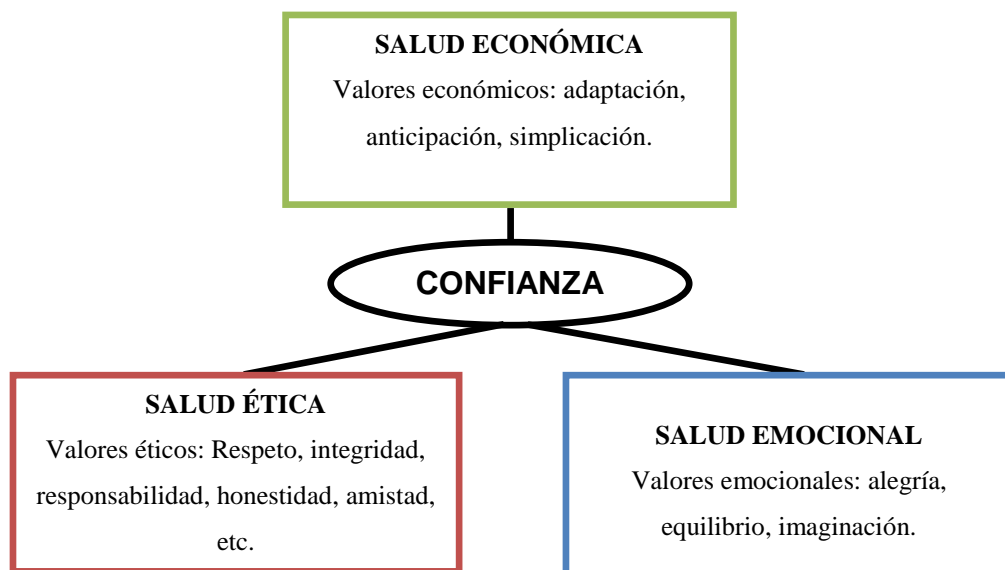 SALUD ECONÓMICA
Valores económicos: adaptación,
anticipación, simplicación.
CONFIANZA
SALUD ÉTICA
Valores éticos: Respeto, integridad,
responsabilidad, honestidad, amistad,
etc.
SALUD EMOCIONAL
Valores emocionales: alegría,
equilibrio, imaginación.